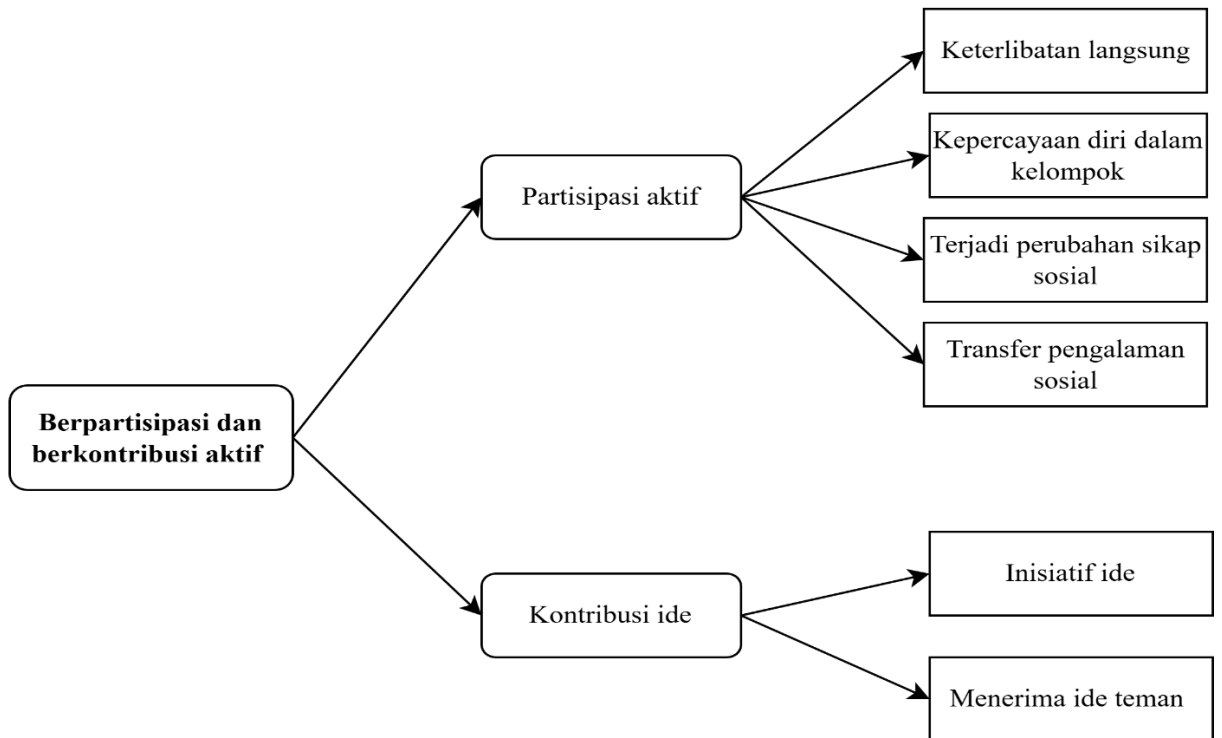 Keterlibatan langsung
Kepercayaan diri dalam
kelompok
Partisipasi aktif
Terjadi perubahan sikap
sosial
Transfer pengalaman
sosial
Berpartisipasi dan
berkontribusi aktif
Inisiatif ide
Kontribusi ide
Menerima ide teman